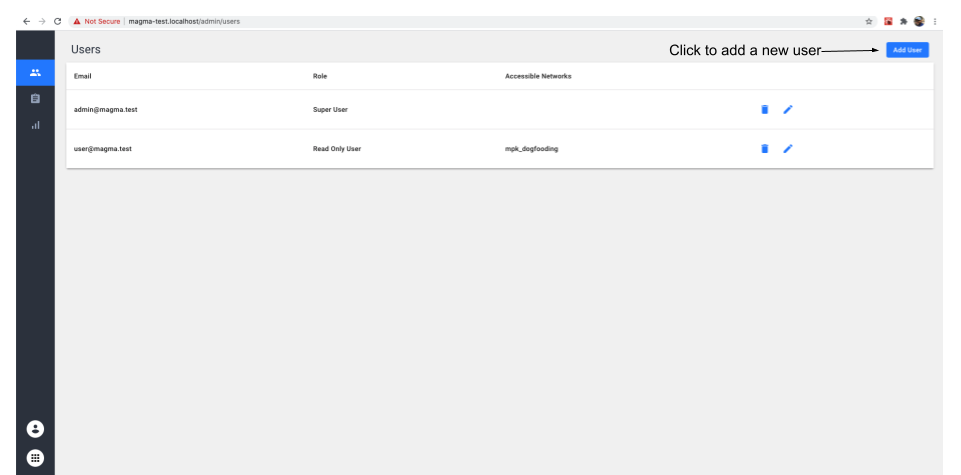 Not Secure | magma-test.localhost/admin/users
Users
Click to add a new user
Add User
Email Role Accessible Networks
admin@magma.test Super User
user@magma.test Read Only User mpk_dogfooding